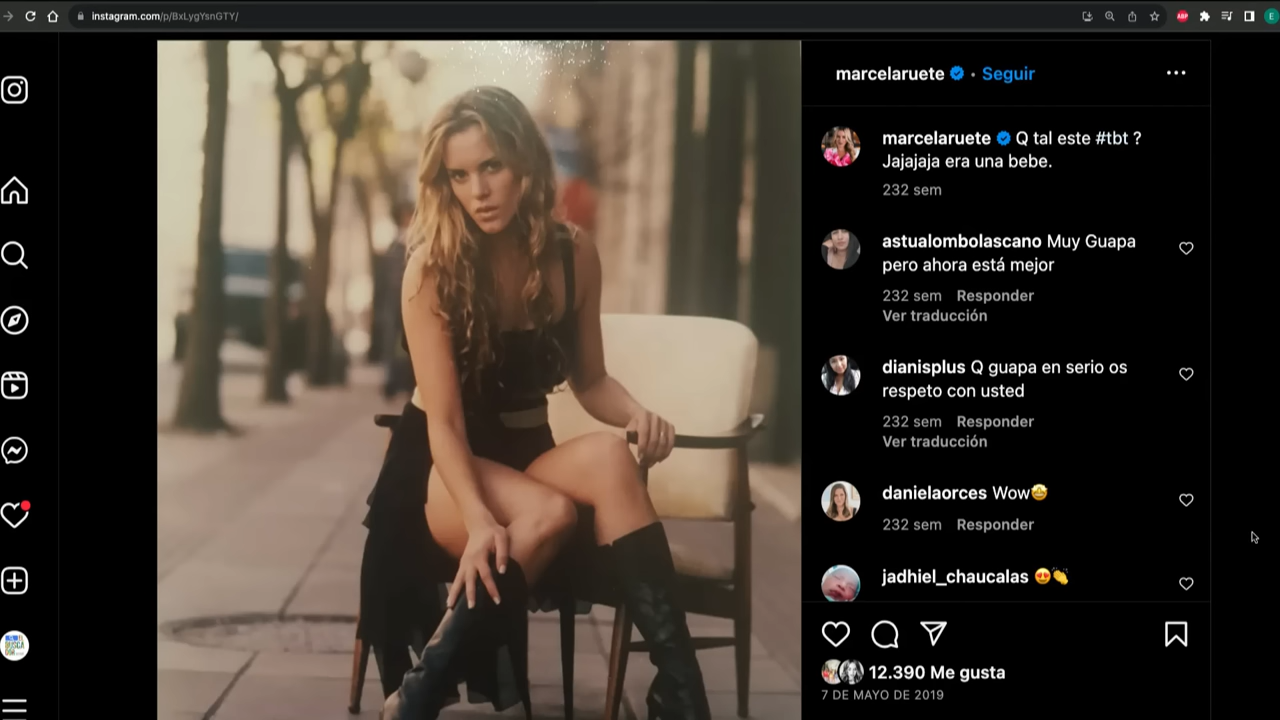 instagram.com/p/BxLygYsnGTY/
ABP
E
marcelaruete • Seguir
marcelaruete Q tal este #tbt ?
Jajajaja era una bebe.
232 sem
astualombolascano Muy Guapa
pero ahora está mejor
232 sem Responder
Ver traducción
dianisplus Q guapa en serio os
respeto con usted
232 sem Responder
Ver traducción
danielaorces Wow🤩
232 sem Responder
jadhiel_chaucalas 😍👏
12.390 Me gusta
7 DE MAYO DE 2019